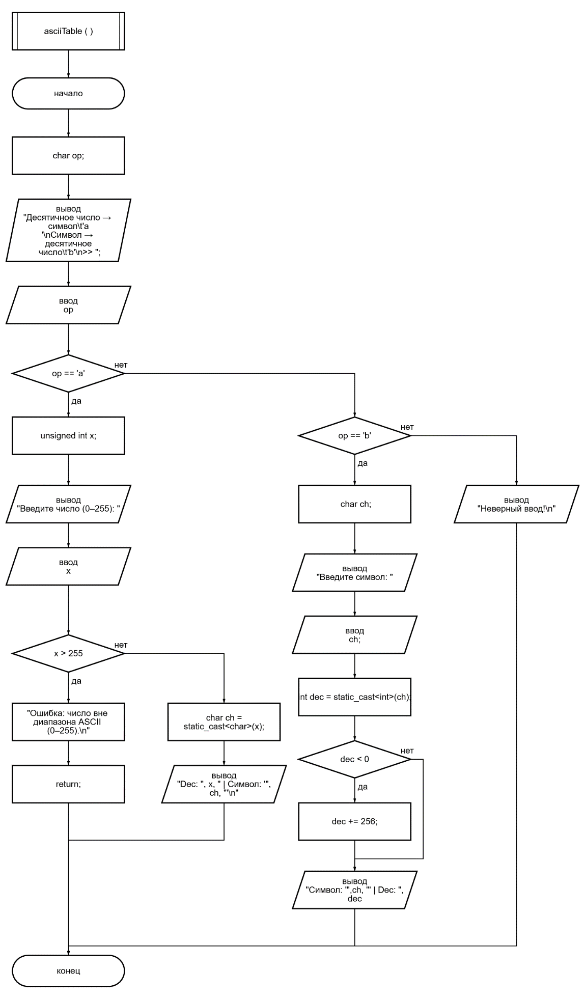 asciiTable ( )
начало
char op;
вывод
"Десятичное число →
символ\t'a
'\nСимвол →
десятичное
число\t'b'\n>> ";
ввод
op
op == 'a'
нет
да
unsigned int x;
вывод
"Введите число (0–255): "
ввод
x
x > 255
нет
да
"Ошибка: число вне
диапазона ASCII
(0–255).\n"
return;
char ch =
static_cast<char>(x);
вывод
"Dec: ", x, " | Символ: '",
ch, "'\n"
op == 'b'
нет
да
char ch;
вывод
"Введите символ: "
ввод
ch;
int dec = static_cast<int>(ch);
dec < 0
нет
да
dec += 256;
вывод
"Символ: '",ch, "' | Dec: ",
dec
вывод
"Неверный ввод!\n"
конец